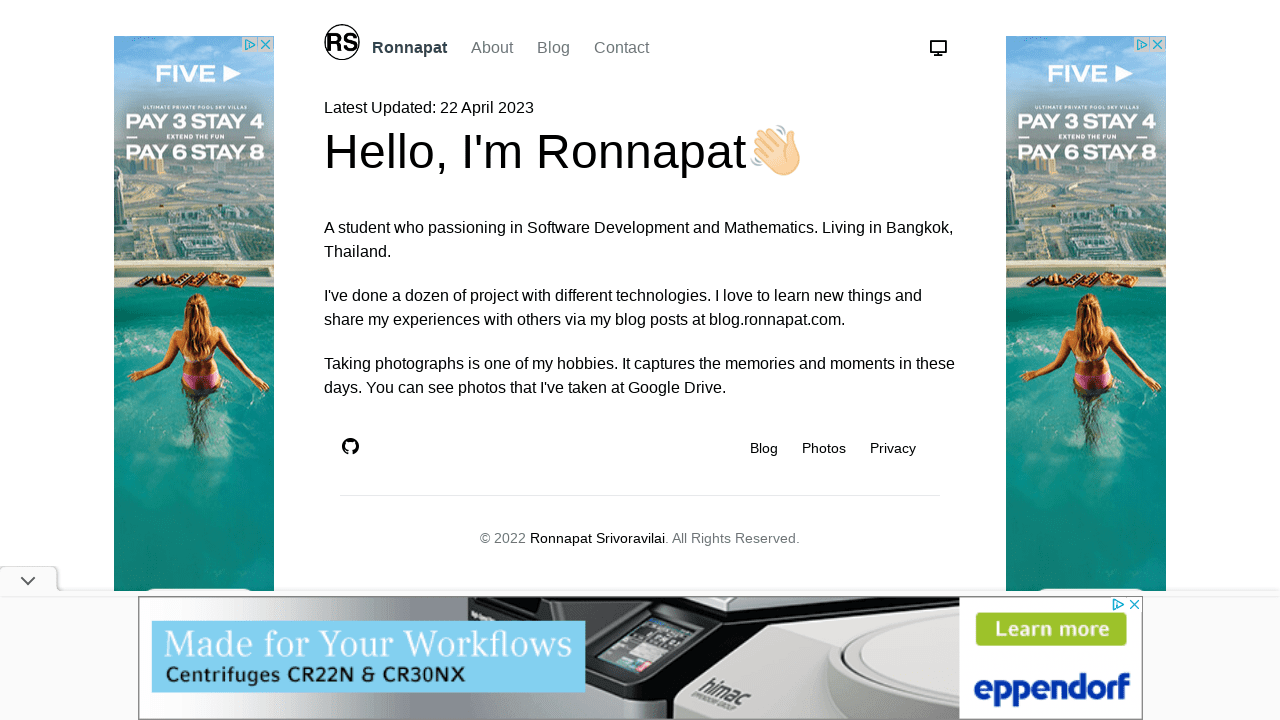 RS Ronnapat About Blog Contact
Latest Updated: 22 April 2023
Hello, I'm Ronnapat
A student who passioning in Software Development and Mathematics. Living in Bangkok,
Thailand.
I've done a dozen of project with different technologies. I love to learn new things and
share my experiences with others via my blog posts at blog.ronnapat.com.
Taking photographs is one of my hobbies. It captures the memories and moments in these
days. You can see photos that I've taken at Google Drive.
Blog Photos Privacy
© 2022 Ronnapat Srivoravilai. All Rights Reserved.
FIVE
ULTIMATE PRIVATE POOL SKY VILLAS
PAY 3 STAY 4
EXTEND THE FUN
PAY 6 STAY 8
FIVE
ULTIMATE PRIVATE POOL SKY VILLAS
PAY 3 STAY 4
EXTEND THE FUN
PAY 6 STAY 8
Made for Your Workflows
Centrifuges CR22N & CR30NX
himac
Learn more
eppendorf